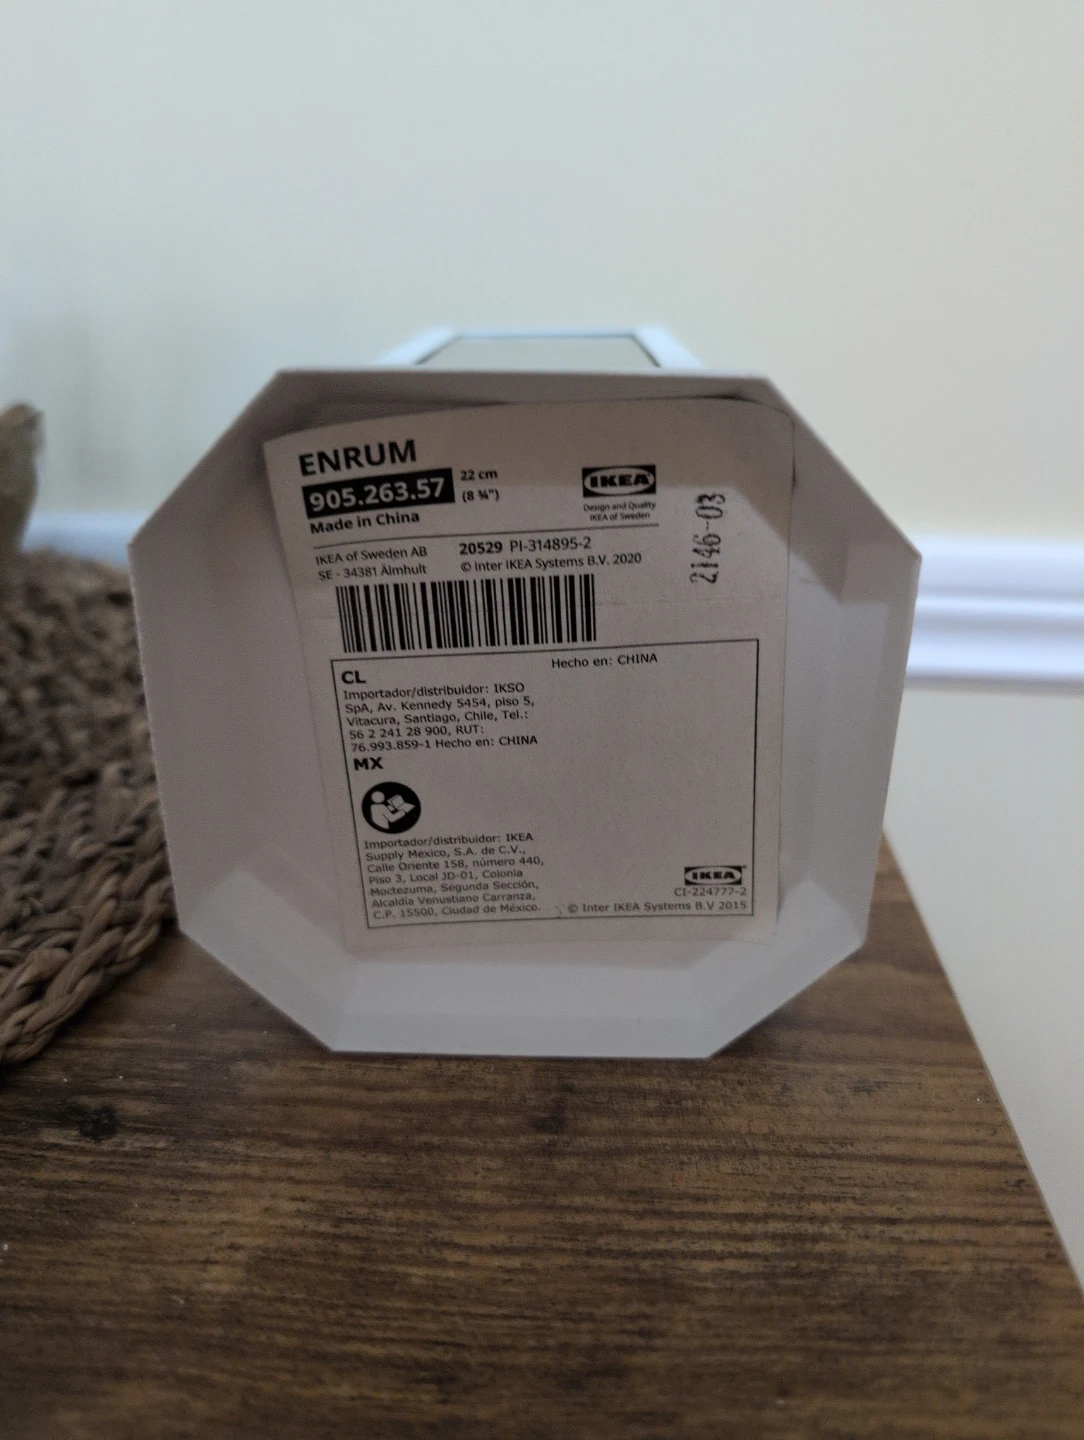 ENRUM
905.263.57
22 cm
(8 ¾")
Made in China
IKEA
Design and Quality
IKEA of Sweden
2146-03
IKEA of Sweden AB
SE - 34381 Älmhult
20529 PI-314895-2
© Inter IKEA Systems B.V. 2020
Hecho en: CHINA
CL
Importador/distribuidor: IKSO
SpA, Av. Kennedy 5454, piso 5,
Vitacura, Santiago, Chile, Tel.:
56 2 241 28 900, RUT:
76.993.859-1 Hecho en: CHINA
MX
Importador/distribuidor: IKEA
Supply Mexico, S.A. de C.V.,
Calle Oriente 158, número 440,
Piso 3, Local JD-01, Colonia
Moctezuma, Segunda Sección,
Alcaldía Venustiano Carranza,
C.P. 15500, Ciudad de México.
IKEA®
CI-224777-2
© Inter IKEA Systems B.V 2015